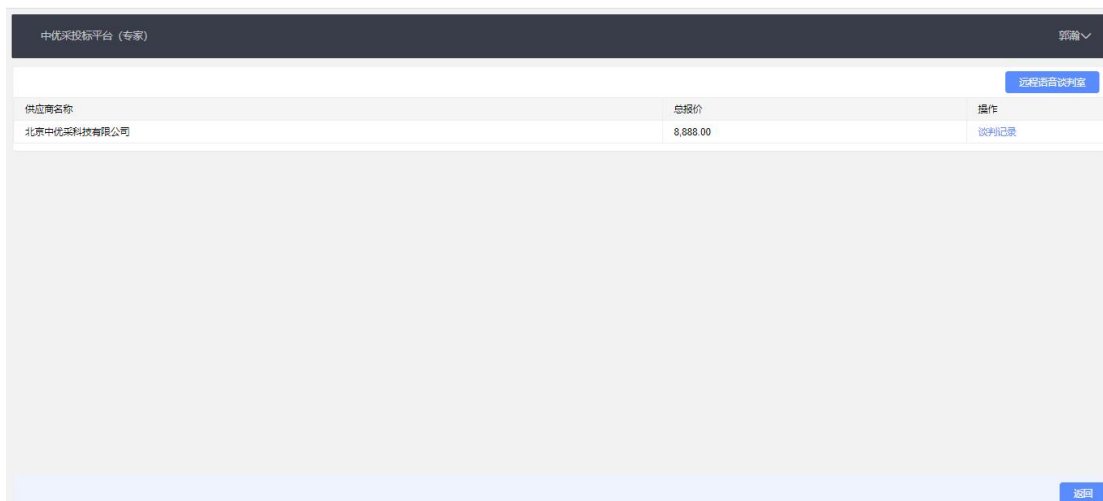 中优采投标平台（专家） 郭瀚
远程语音谈判室
供应商名称 总报价 操作
北京中优采科技有限公司 8,888.00 谈判记录
返回